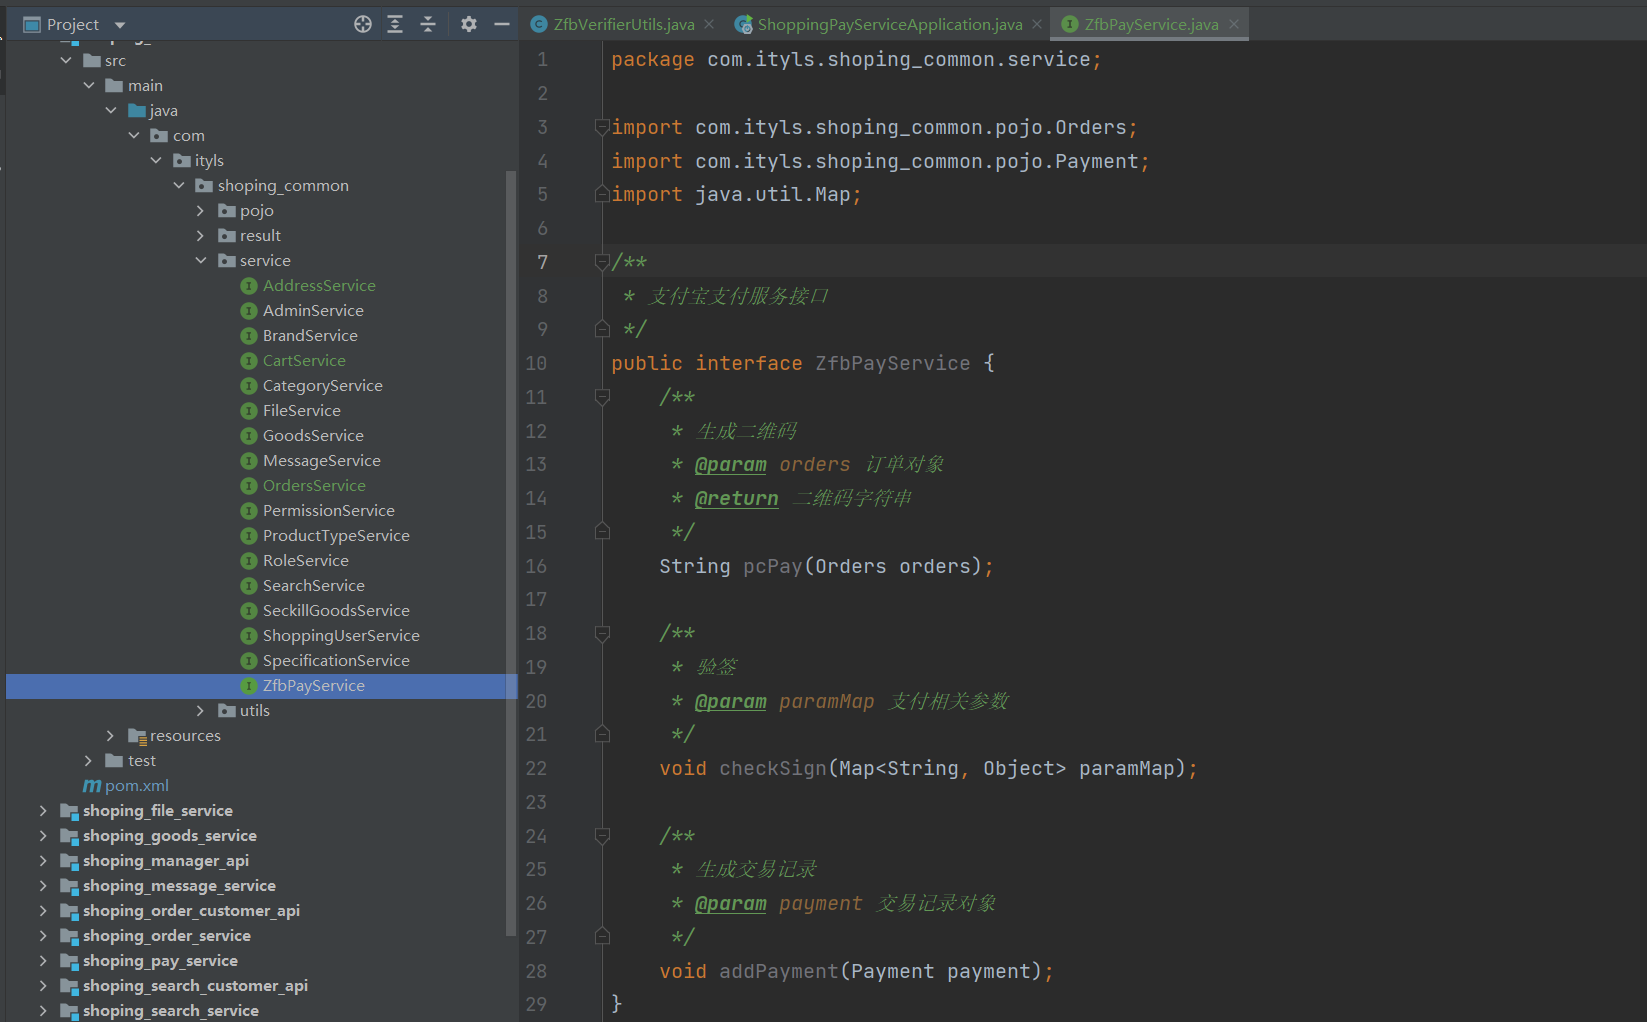 Project
ZfbVerifierUtils.java
ShoppingPayServiceApplication.java
ZfbPayService.java
src
main
java
com
ityls
shoping_common
pojo
result
service
AddressService
AdminService
BrandService
CartService
CategoryService
FileService
GoodsService
MessageService
OrdersService
PermissionService
ProductTypeService
RoleService
SearchService
SeckillGoodsService
ShoppingUserService
SpecificationService
ZfbPayService
utils
resources
test
pom.xml
shoping_file_service
shoping_goods_service
shoping_manager_api
shoping_message_service
shoping_order_customer_api
shoping_order_service
shoping_pay_service
shoping_search_customer_api
shoping_search_service
1 package com.ityls.shoping_common.service;
2
3 import com.ityls.shoping_common.pojo.Orders;
4 import com.ityls.shoping_common.pojo.Payment;
5 import java.util.Map;
6
7 /**
8 * 支付宝支付服务接口
9 */
10 public interface ZfbPayService {
11 /**
12 * 生成二维码
13 * @param orders 订单对象
14 * @return 二维码字符串
15 */
16 String pcPay(Orders orders);
17
18 /**
19 * 验签
20 * @param paramMap 支付相关参数
21 */
22 void checkSign(Map<String, Object> paramMap);
23
24 /**
25 * 生成交易记录
26 * @param payment 交易记录对象
27 */
28 void addPayment(Payment payment);
29 }